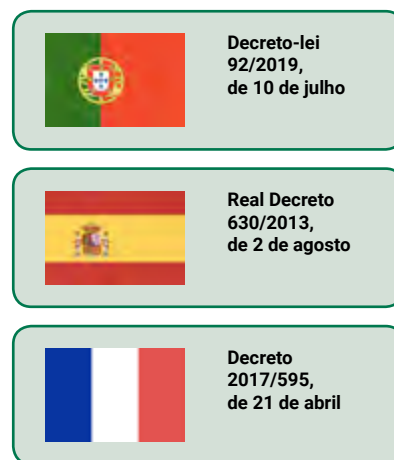 Decreto-lei
92/2019,
de 10 de julho
Real Decreto
630/2013,
de 2 de agosto
Decreto
2017/595,
de 21 de abril